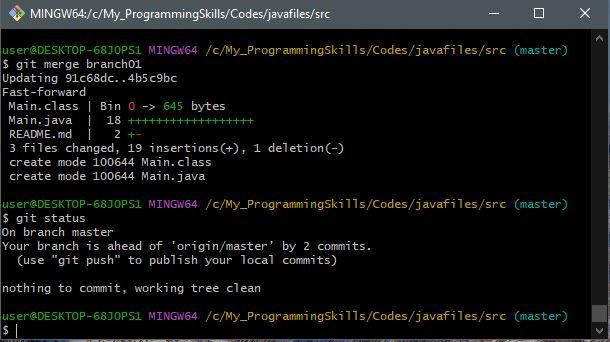 MINGW64:/c/My_ProgrammingSkills/Codes/javafiles/src
user@DESKTOP-68JOPS1 MINGW64 /c/My_ProgrammingSkills/Codes/javafiles/src (master)
$ git merge branch01
Updating 91c68dc..4b5c9bc
Fast-forward
 Main.class | Bin 0 -> 645 bytes
 Main.java  |  18 ++++++++++++++++++
 README.md  |   2 +-
 3 files changed, 19 insertions(+), 1 deletion(-)
 create mode 100644 Main.class
 create mode 100644 Main.java
user@DESKTOP-68JOPS1 MINGW64 /c/My_ProgrammingSkills/Codes/javafiles/src (master)
$ git status
On branch master
Your branch is ahead of 'origin/master' by 2 commits.
  (use "git push" to publish your local commits)
nothing to commit, working tree clean
user@DESKTOP-68JOPS1 MINGW64 /c/My_ProgrammingSkills/Codes/javafiles/src (master)
$